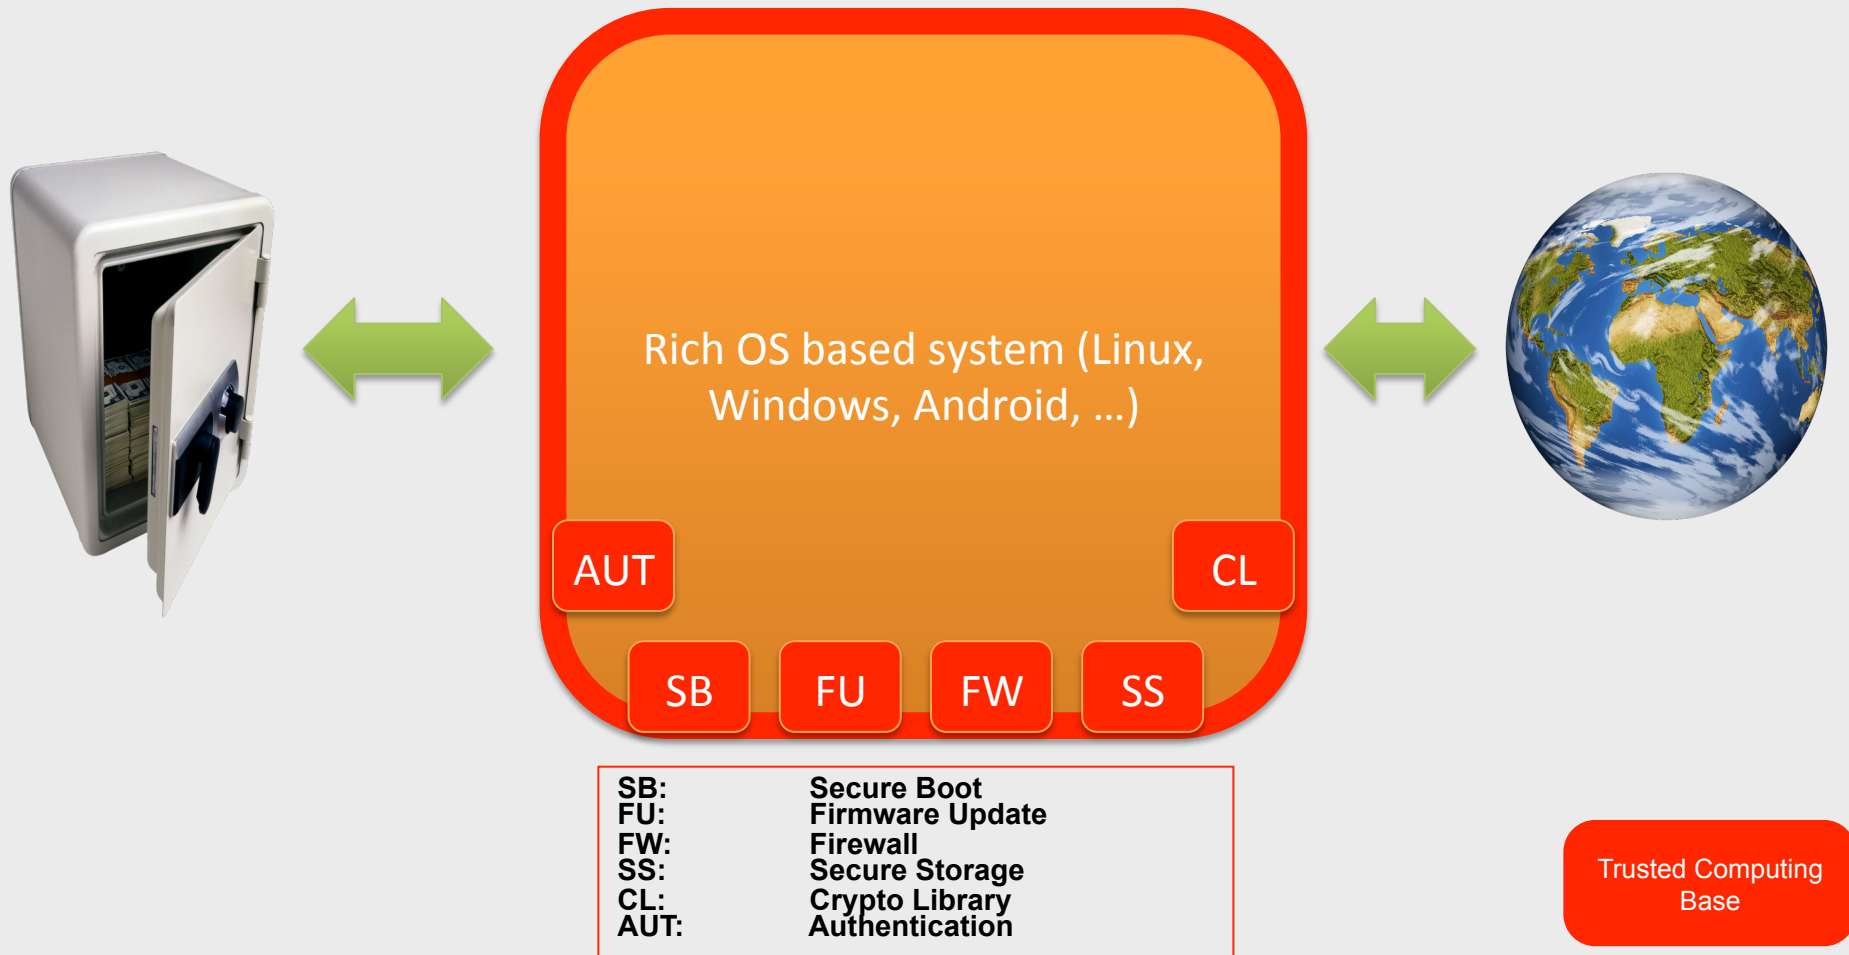 Rich OS based system (Linux,
Windows, Android, ...)
AUT
CL
SB
FU
FW
SS
SB: Secure Boot
FU: Firmware Update
FW: Firewall
SS: Secure Storage
CL: Crypto Library
AUT: Authentication
Trusted Computing
Base